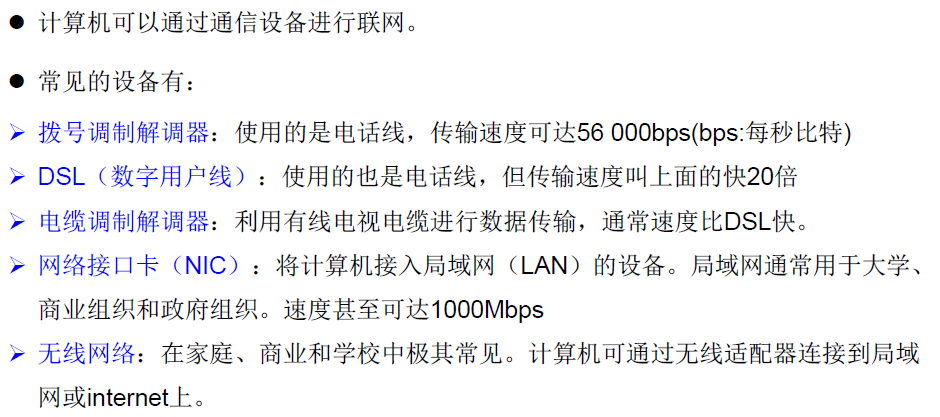 ● 计算机可以通过通信设备进行联网。
● 常见的设备有：
➢ 拨号调制解调器：使用的是电话线，传输速度可达56 000bps(bps:每秒比特)
➢ DSL（数字用户线）：使用的也是电话线，但传输速度叫上面的快20倍
➢ 电缆调制解调器：利用有线电视电缆进行数据传输，通常速度比DSL快。
➢ 网络接口卡（NIC）：将计算机接入局域网（LAN）的设备。局域网通常用于大学、
商业组织和政府组织。速度甚至可达1000Mbps
➢ 无线网络：在家庭、商业和学校中极其常见。计算机可通过无线适配器连接到局域
网或internet上。